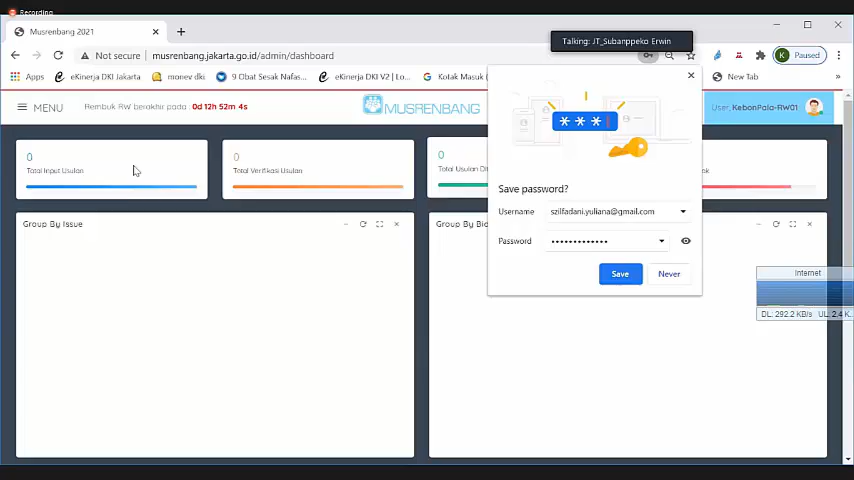 Recording
Musrenbang 2021
Talking: JT_Subanppeko Erwin
Not secure musrenbang.jakarta.go.id/admin/dashboard
K Paused
Apps eKinerja DKI Jakarta monev dki 9 Obat Sesak Nafas... eKinerja DKI V2 | Lo... Kotak Masuk New Tab
MENU Rembuk RW berakhir pada : 0d 12h 52m 4s MUSRENBANG User, KebonPala-RW01
0
Total Input Usulan
0
Total Verifikasi Usulan
0
Total Usulan Di
Group By Issue
Group By Bid
Save password?
Username szilfadani.yuliana@gmail.com
Password •••••••••••••
Save Never
Internet
DL: 292.2 KB/s UL: 2.4 K...